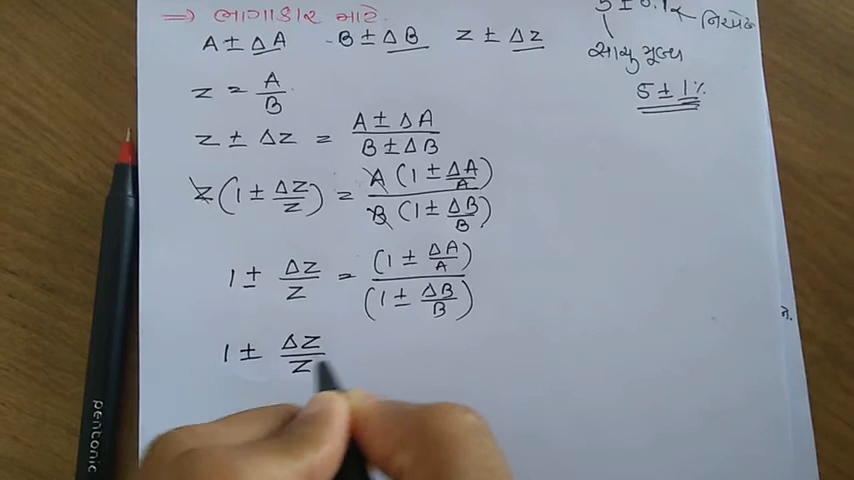 ⇒ ભાગાકાર માટે
A ± ΔA B ± ΔB Z ± ΔZ
સાચુ મૂલ્ય
5 ± 1%
Z = A/B
Z ± ΔZ = (A ± ΔA)/(B ± ΔB)
Z(1 ± ΔZ/Z) = A(1 ± ΔA/A)/B(1 ± ΔB/B)
1 ± ΔZ/Z = (1 ± ΔA/A)/(1 ± ΔB/B)
1 ± ΔZ/Z
pentonic